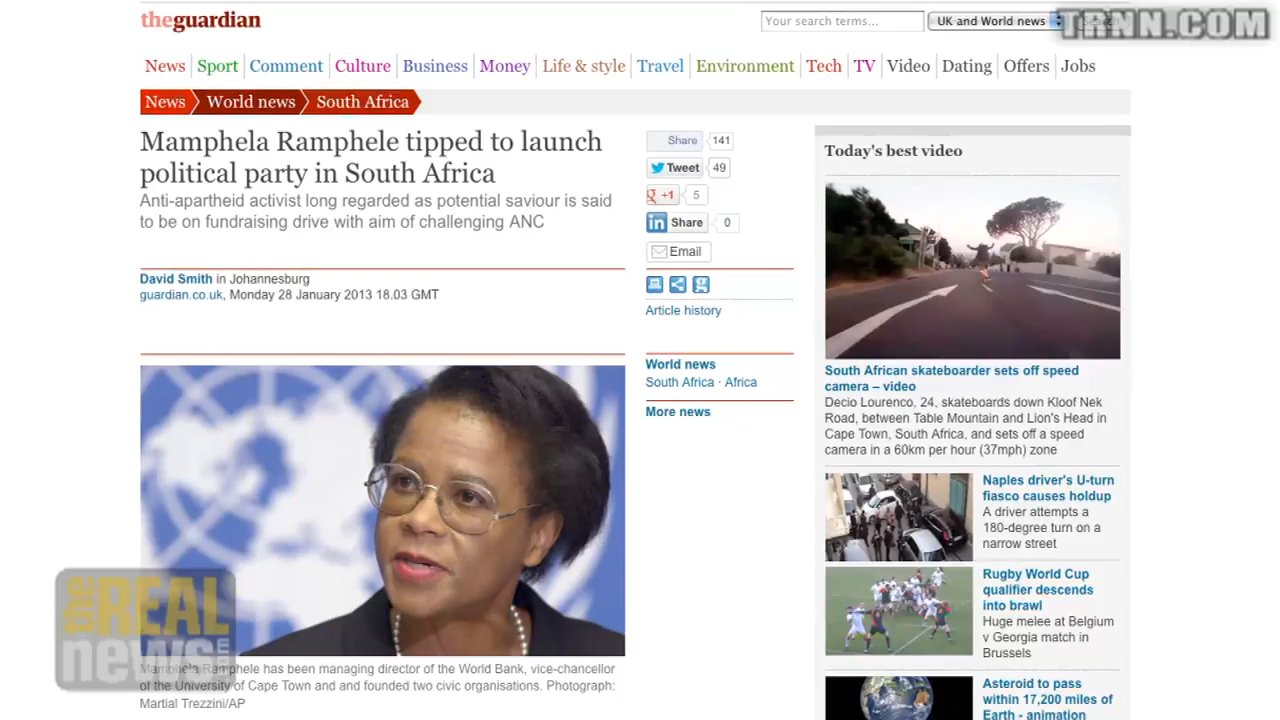 theguardian
Your search terms...
UK and World news
TRNN.COM
News Sport Comment Culture Business Money Life & style Travel Environment Tech TV Video Dating Offers Jobs
News World news South Africa
Mamphela Ramphele tipped to launch
political party in South Africa
Anti-apartheid activist long regarded as potential saviour is said
to be on fundraising drive with aim of challenging ANC
David Smith in Johannesburg
guardian.co.uk, Monday 28 January 2013 18.03 GMT
Share 141
Tweet 49
+1 5
in Share 0
Email
Article history
World news
South Africa · Africa
More news
the REAL
news.com
Mamphela Ramphele has been managing director of the World Bank, vice-chancellor
of the University of Cape Town and and founded two civic organisations. Photograph:
Martial Trezzini/AP
Today's best video
South African skateboarder sets off speed
camera – video
Decio Lourenco, 24, skateboards down Kloof Nek
Road, between Table Mountain and Lion's Head in
Cape Town, South Africa, and sets off a speed
camera in a 60km per hour (37mph) zone
Naples driver's U-turn
fiasco causes holdup
A driver attempts a
180-degree turn on a
narrow street
Rugby World Cup
qualifier descends
into brawl
Huge melee at Belgium
v Georgia match in
Brussels
Asteroid to pass
within 17,200 miles of
Earth - animation